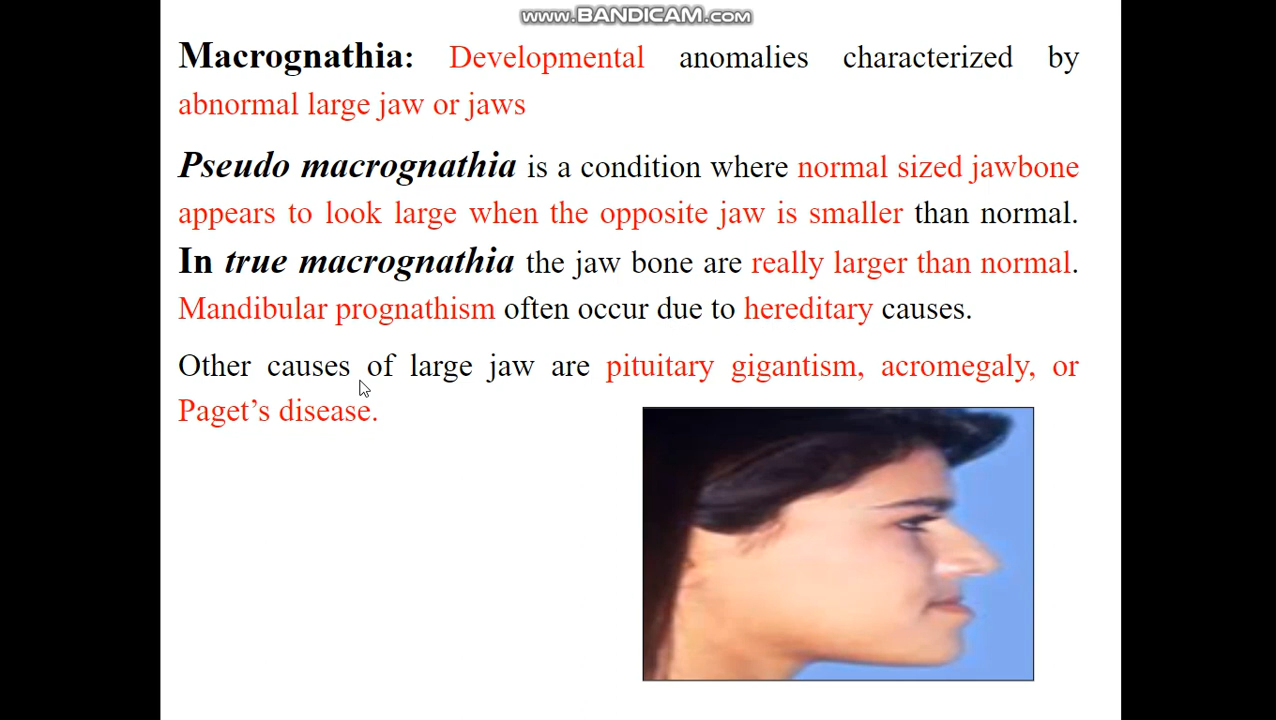 www.BANDICAM.com
Macrognathia: Developmental anomalies characterized by
abnormal large jaw or jaws
Pseudo macrognathia is a condition where normal sized jawbone
appears to look large when the opposite jaw is smaller than normal.
In true macrognathia the jaw bone are really larger than normal.
Mandibular prognathism often occur due to hereditary causes.
Other causes of large jaw are pituitary gigantism, acromegaly, or
Paget’s disease.